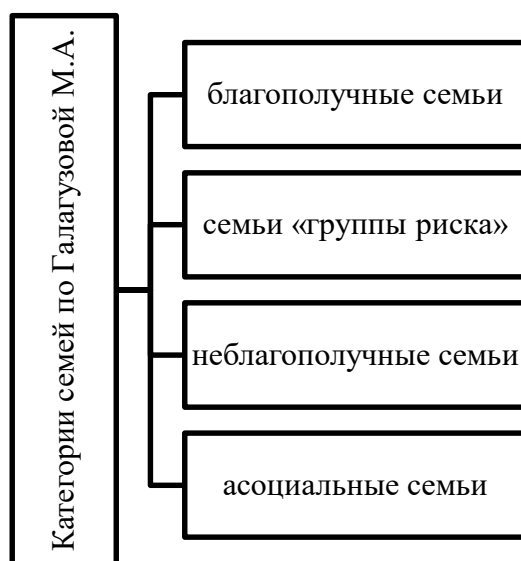 Категории семей по Галагузовой М.А.
благополучные семьи
семьи «группы риска»
неблагополучные семьи
асоциальные семьи